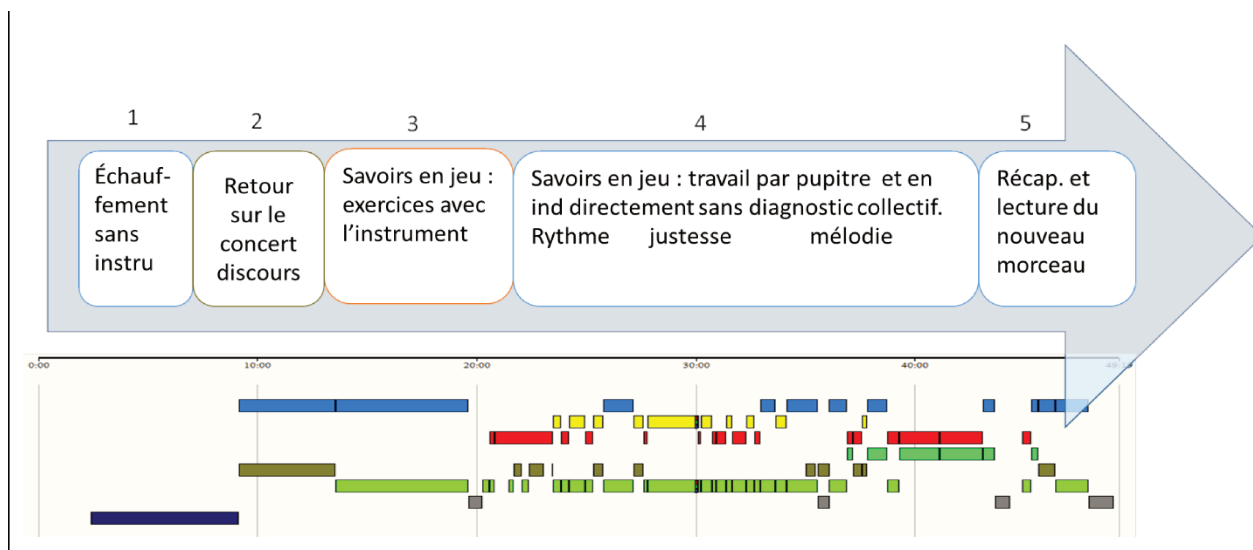 1
2
3
4
5
Échauf-
fement
sans
instru
Retour
sur le
concert
discours
Savoirs en jeu :
exercices avec
l'instrument
Savoirs en jeu : travail par pupitre et en
ind directement sans diagnostic collectif.
Rythme justesse mélodie
Récap. et
lecture du
nouveau
morceau
0:00
10:00
20:00
30:00
40:00